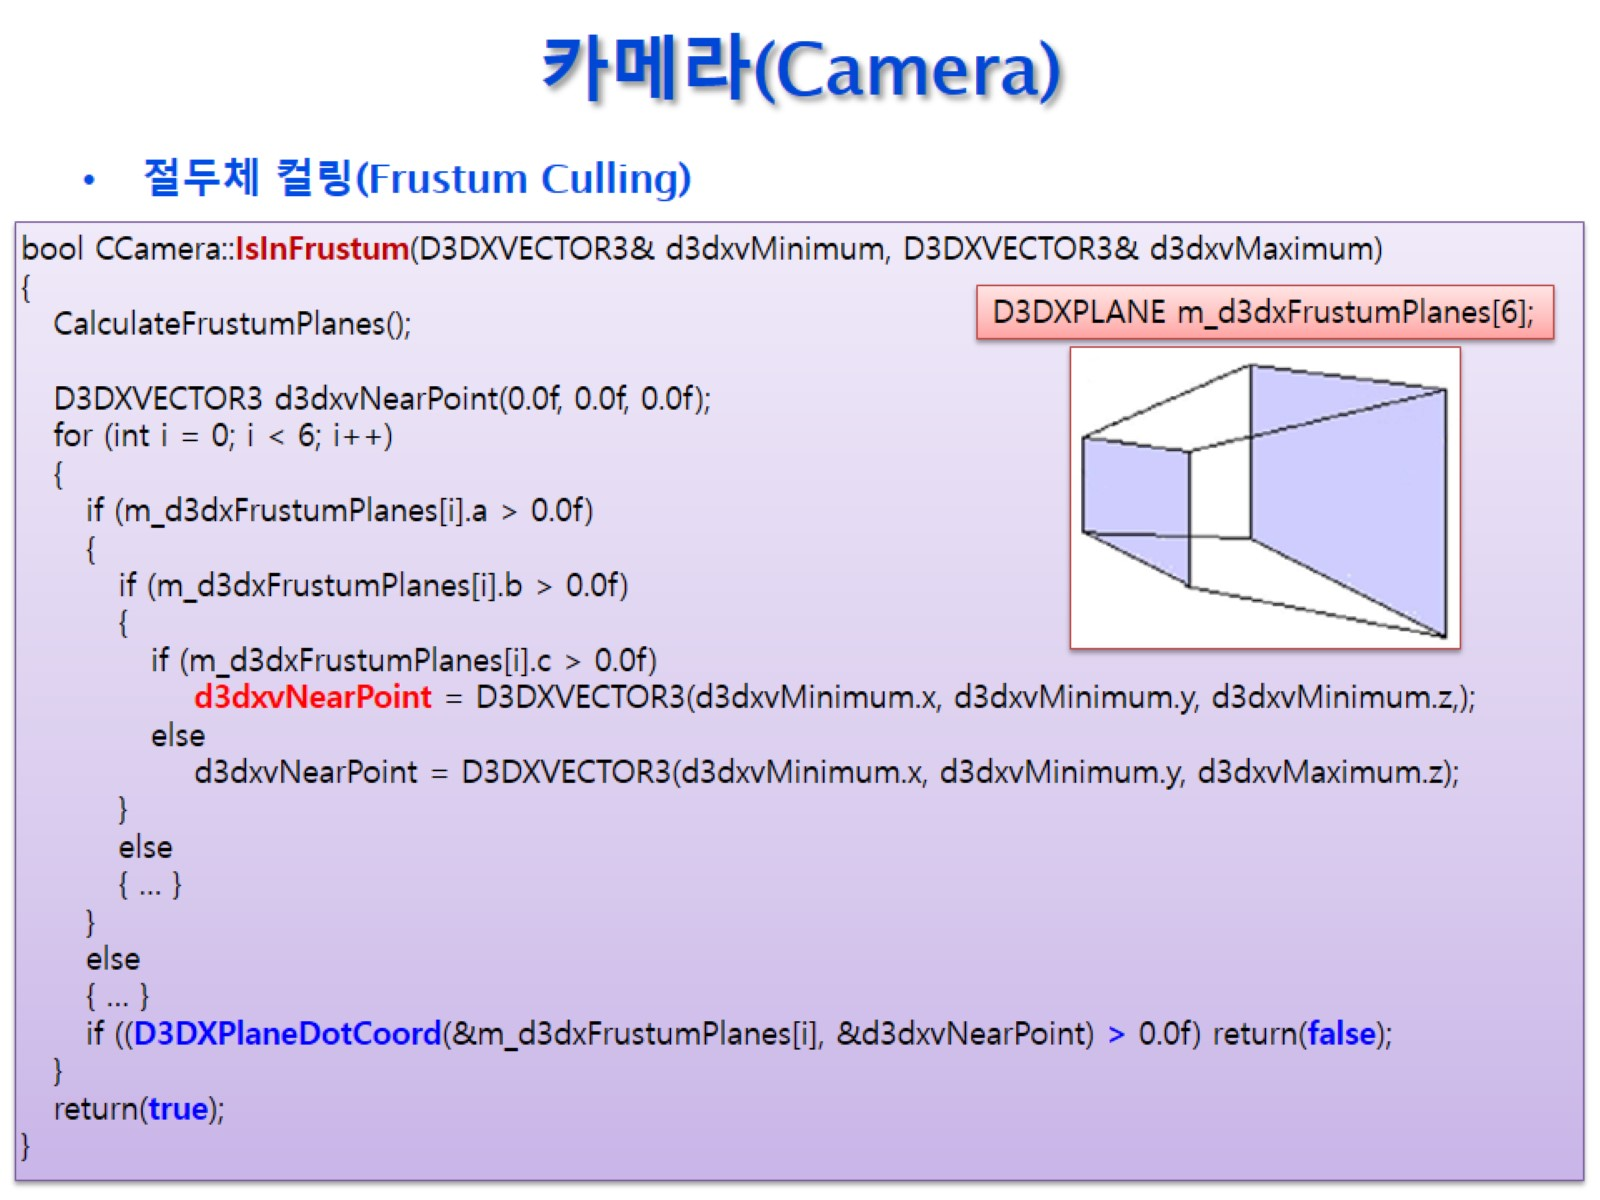 카메라(Camera)
• 절두체 컬링(Frustum Culling)
bool CCamera::IsInFrustum(D3DXVECTOR3& d3dxvMinimum, D3DXVECTOR3& d3dxvMaximum)
{
CalculateFrustumPlanes();
D3DXPLANE m_d3dxFrustumPlanes[6];
D3DXVECTOR3 d3dxvNearPoint(0.0f, 0.0f, 0.0f);
for (int i = 0; i < 6; i++)
{
if (m_d3dxFrustumPlanes[i].a > 0.0f)
{
if (m_d3dxFrustumPlanes[i].b > 0.0f)
{
if (m_d3dxFrustumPlanes[i].c > 0.0f)
d3dxvNearPoint = D3DXVECTOR3(d3dxvMinimum.x, d3dxvMinimum.y, d3dxvMinimum.z,);
else
d3dxvNearPoint = D3DXVECTOR3(d3dxvMinimum.x, d3dxvMinimum.y, d3dxvMaximum.z);
}
else
{ ... }
}
else
{ ... }
if ((D3DXPlaneDotCoord(&m_d3dxFrustumPlanes[i], &d3dxvNearPoint) > 0.0f) return(false);
}
return(true);
}